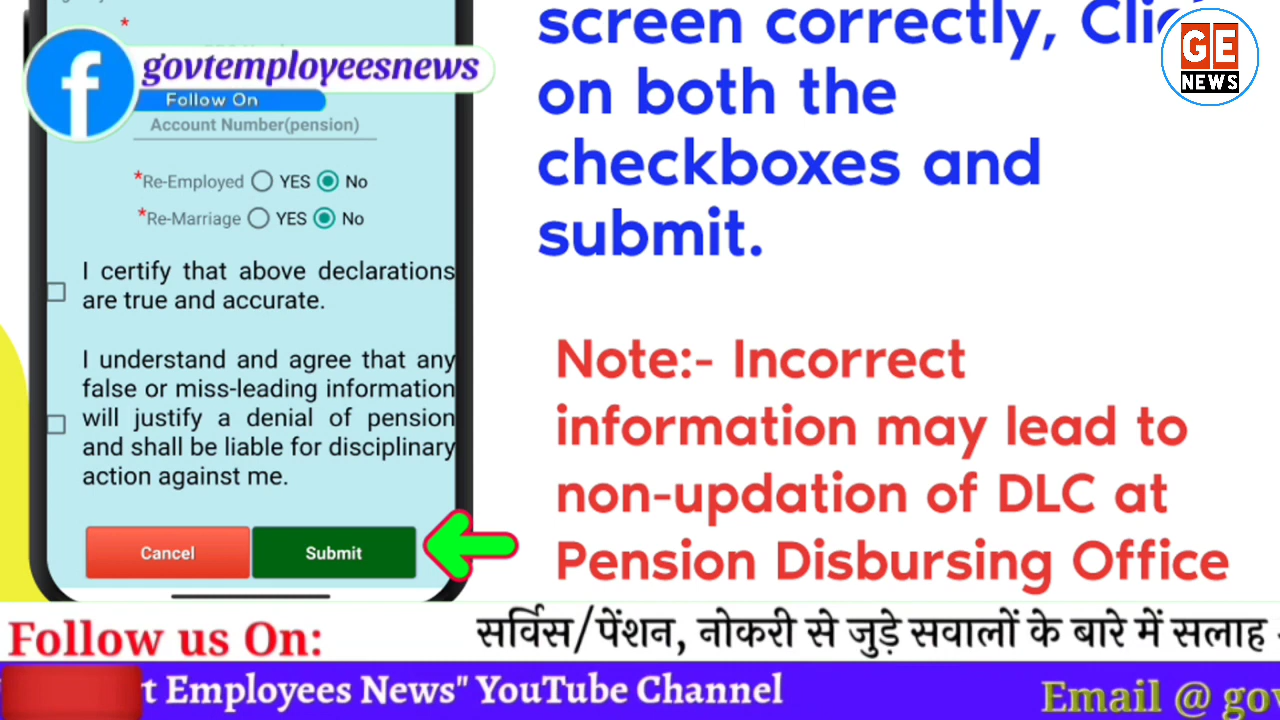 screen correctly, Cli
on both the
checkboxes and
submit.
GE
NEWS
*
govtemployeesnews
f
Follow On
Account Number(pension)
*Re-Employed YES No
*Re-Marriage YES No
I certify that above declarations
are true and accurate.
I understand and agree that any
false or miss-leading information
will justify a denial of pension
and shall be liable for disciplinary
action against me.
Cancel Submit
Note:- Incorrect
information may lead to
non-updation of DLC at
Pension Disbursing Office
Follow us On:
सर्विस/पेंशन, नोकरी से जुड़े सवालों के बारे में सलाह
t Employees News" YouTube Channel
Email @ gov